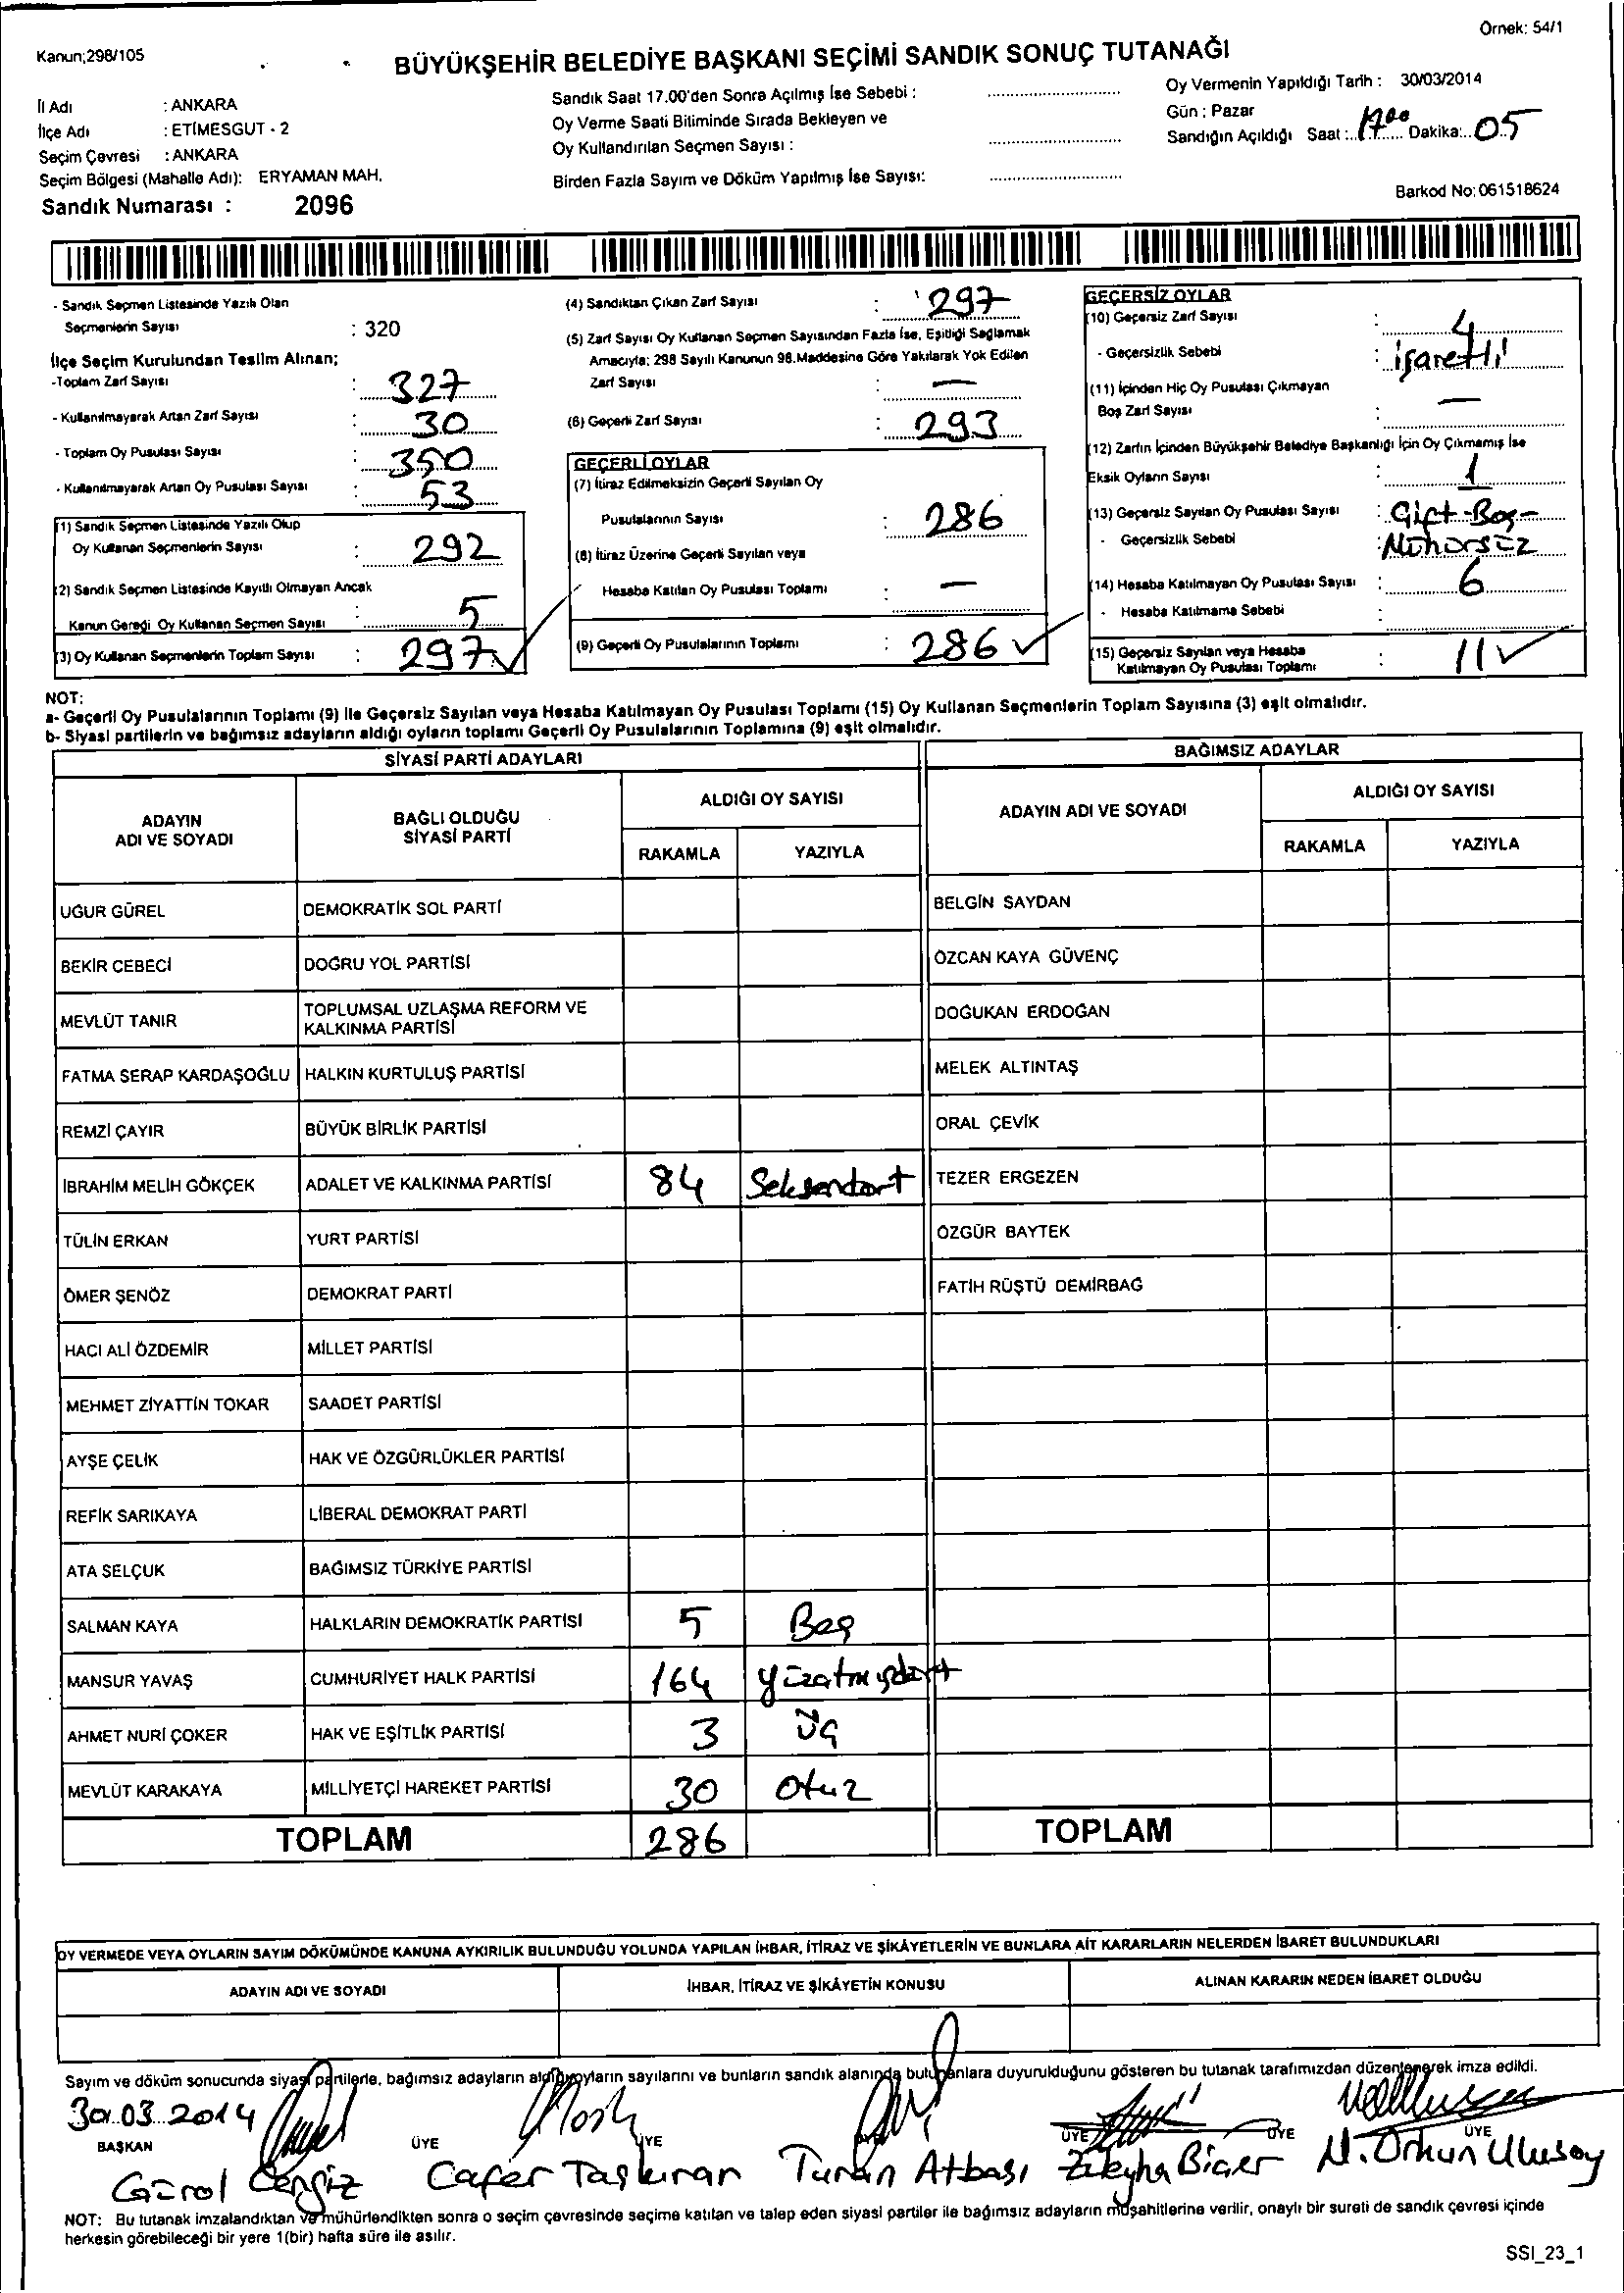 Örnek: 54/1
Kanun;298/105
BÜYÜKŞEHİR BELEDİYE BAŞKANI SEÇİMİ SANDIK SONUÇ TUTANAĞI
İl Adı : ANKARA
İlçe Adı : ETİMESGUT - 2
Seçim Çevresi : ANKARA
Seçim Bölgesi (Mahalle Adı): ERYAMAN MAH.
Sandık Numarası : 2096
Sandık Saat 17.00'den Sonra Açılmış İse Sebebi :
Oy Verme Saati Bitiminde Sırada Bekleyen ve
Oy Kullandırılan Seçmen Sayısı :
Birden Fazla Sayım ve Döküm Yapılmış İse Sayısı:
Oy Vermenin Yapıldığı Tarih : 30/03/2014
Gün : Pazar
Sandığın Açıldığı Saat : 17.00 Dakika: 05
Barkod No: 061518624
- Sandık Seçmen Listesinde Yazılı Olan
Seçmenlerin Sayısı : 320
İlçe Seçim Kurulundan Teslim Alınan;
-Toplam Zarf Sayısı : 327
- Kullanılmayarak Artan Zarf Sayısı : 30
- Toplam Oy Pusulası Sayısı : 350
- Kullanılmayarak Artan Oy Pusulası Sayısı : 53
(1) Sandık Seçmen Listesinde Yazılı Olup
Oy Kullanan Seçmenlerin Sayısı : 292
(2) Sandık Seçmen Listesinde Kayıtlı Olmayan Ancak
Kanun Gereği Oy Kullanan Seçmen Sayısı : 5
(3) Oy Kullanan Seçmenlerin Toplam Sayısı : 297
(4) Sandıktan Çıkan Zarf Sayısı : 297
(5) Zarf Sayısı Oy Kullanan Seçmen Sayısından Fazla İse, Eşitliği Sağlamak
Amacıyla; 298 Sayılı Kanunun 98.Maddesine Göre Yakılarak Yok Edilen
Zarf Sayısı : —
(6) Geçerli Zarf Sayısı : 293
GEÇERLİ OYLAR
(7) İtiraz Edilmeksizin Geçerli Sayılan Oy
Pusulalarının Sayısı : 286
(8) İtiraz Üzerine Geçerli Sayılan veya
Hesaba Katılan Oy Pusulası Toplamı : —
(9) Geçerli Oy Pusulalarının Toplamı : 286
GEÇERSİZ OYLAR
(10) Geçersiz Zarf Sayısı : 4
- Geçersizlik Sebebi : işaretli
(11) İçinden Hiç Oy Pusulası Çıkmayan
Boş Zarf Sayısı : —
(12) Zarfın İçinden Büyükşehir Belediye Başkanlığı İçin Oy Çıkmamış İse
Eksik Oyların Sayısı : 1
(13) Geçersiz Sayılan Oy Pusulası Sayısı : Çift-Boş-
- Geçersizlik Sebebi : Mühürsüz
(14) Hesaba Katılmayan Oy Pusulası Sayısı : 6
- Hesaba Katılmama Sebebi :
(15) Geçersiz Sayılan veya Hesaba
Katılmayan Oy Pusulası Toplamı : 11
NOT:
a- Geçerli Oy Pusulalarının Toplamı (9) İle Geçersiz Sayılan veya Hesaba Katılmayan Oy Pusulası Toplamı (15) Oy Kullanan Seçmenlerin Toplam Sayısına (3) eşit olmalıdır.
b- Siyasi partilerin ve bağımsız adayların aldığı oyların toplamı Geçerli Oy Pusulalarının Toplamına (9) eşit olmalıdır.
SİYASİ PARTİ ADAYLARI
ADAYIN ADI VE SOYADI
BAĞLI OLDUĞU SİYASİ PARTİ
ALDIĞI OY SAYISI
RAKAMLA YAZIYLA
UĞUR GÜREL DEMOKRATİK SOL PARTİ
BEKİR CEBECİ DOĞRU YOL PARTİSİ
MEVLÜT TANIR TOPLUMSAL UZLAŞMA REFORM VE KALKINMA PARTİSİ
FATMA SERAP KARDAŞOĞLU HALKIN KURTULUŞ PARTİSİ
REMZİ ÇAYIR BÜYÜK BİRLİK PARTİSİ
İBRAHİM MELİH GÖKÇEK ADALET VE KALKINMA PARTİSİ 84 Seksendört
TÜLİN ERKAN YURT PARTİSİ
ÖMER ŞENÖZ DEMOKRAT PARTİ
HACI ALİ ÖZDEMİR MİLLET PARTİSİ
MEHMET ZİYATTİN TOKAR SAADET PARTİSİ
AYŞE ÇELİK HAK VE ÖZGÜRLÜKLER PARTİSİ
REFİK SARIKAYA LİBERAL DEMOKRAT PARTİ
ATA SELÇUK BAĞIMSIZ TÜRKİYE PARTİSİ
SALMAN KAYA HALKLARIN DEMOKRATİK PARTİSİ 5 Beş
MANSUR YAVAŞ CUMHURİYET HALK PARTİSİ 164 yüzatmışdört
AHMET NURİ ÇOKER HAK VE EŞİTLİK PARTİSİ 3 üç
MEVLÜT KARAKAYA MİLLİYETÇİ HAREKET PARTİSİ 30 Otuz
TOPLAM 286
BAĞIMSIZ ADAYLAR
ADAYIN ADI VE SOYADI
ALDIĞI OY SAYISI
RAKAMLA YAZIYLA
BELGİN SAYDAN
ÖZCAN KAYA GÜVENÇ
DOĞUKAN ERDOĞAN
MELEK ALTINTAŞ
ORAL ÇEVİK
TEZER ERGEZEN
ÖZGÜR BAYTEK
FATİH RÜŞTÜ DEMİRBAĞ
TOPLAM
OY VERMEDE VEYA OYLARIN SAYIM DÖKÜMÜNDE KANUNA AYKIRILIK BULUNDUĞU YOLUNDA YAPILAN İHBAR, İTİRAZ VE ŞİKÂYETLERİN VE BUNLARA AİT KARARLARIN NELERDEN İBARET BULUNDUKLARI
ADAYIN ADI VE SOYADI
İHBAR, İTİRAZ VE ŞİKÂYETİN KONUSU
ALINAN KARARIN NEDEN İBARET OLDUĞU
Sayım ve döküm sonucunda siyasi partilerle, bağımsız adayların aldığı oyların sayılarını ve bunların sandık alanında bulunanlara duyurulduğunu gösteren bu tutanak tarafımızdan düzenlenerek imza edildi.
30.03.2014
BAŞKAN ÜYE ÜYE ÜYE ÜYE ÜYE
Gürol Cengiz Cafer Taşkıran Turan Atbaşı Züleyha Biçer N. Orhun Ulusoy
NOT: Bu tutanak imzalandıktan ve mühürlendikten sonra o seçim çevresinde seçime katılan ve talep eden siyasi partiler ile bağımsız adayların müşahitlerine verilir, onaylı bir sureti de sandık çevresi içinde
herkesin görebileceği bir yere 1(bir) hafta süre ile asılır.
SSI_23_1